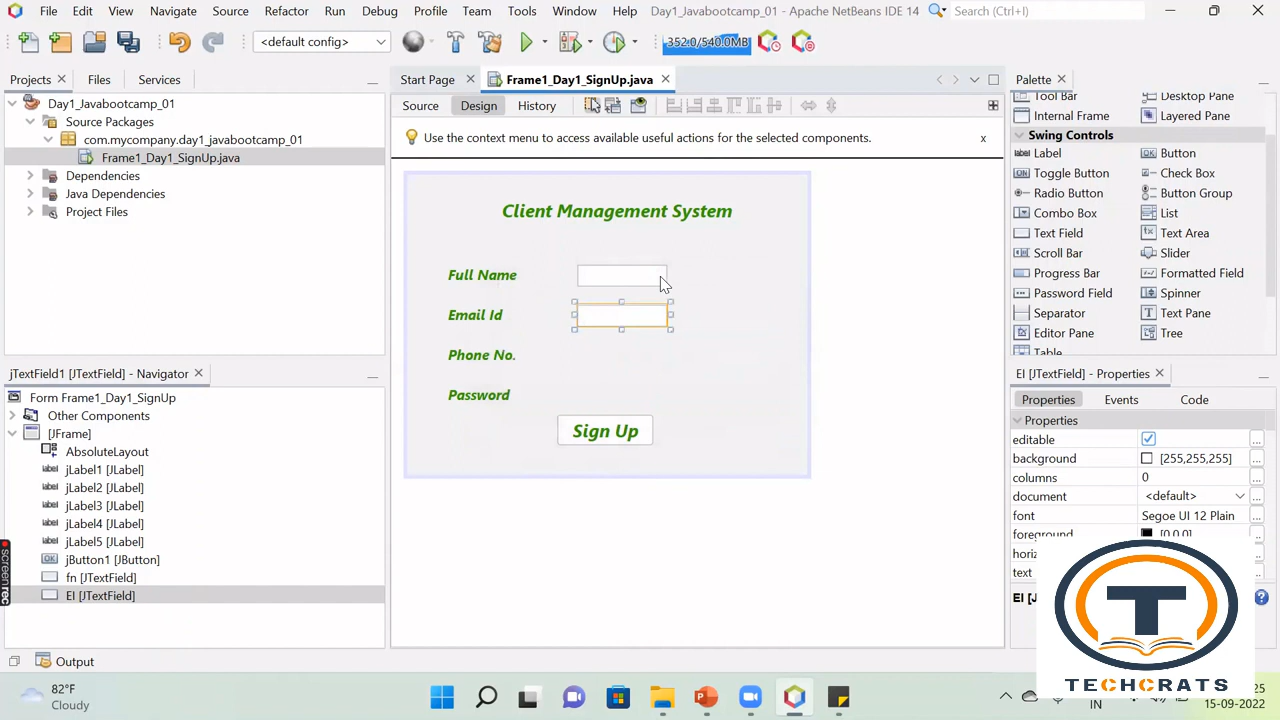 File Edit View Navigate Source Refactor Run Debug Profile Team Tools Window Help Day1_Javabootcamp_01 - Apache NetBeans IDE 14 Search (Ctrl+I)
<default config> 352.0/540.0MB
Projects Files Services
Start Page Frame1_Day1_SignUp.java
Palette
Day1_Javabootcamp_01
Source Packages
com.mycompany.day1_javabootcamp_01
Frame1_Day1_SignUp.java
Dependencies
Java Dependencies
Project Files
Source Design History
Use the context menu to access available useful actions for the selected components. x
Client Management System
Full Name
Email Id
Phone No.
Password
Sign Up
Tool Bar Desktop Pane
Internal Frame Layered Pane
Swing Controls
Label Button
Toggle Button Check Box
Radio Button Button Group
Combo Box List
Text Field Text Area
Scroll Bar Slider
Progress Bar Formatted Field
Password Field Spinner
Separator Text Pane
Editor Pane Tree
Table
jTextField1 [JTextField] - Navigator
Form Frame1_Day1_SignUp
Other Components
[JFrame]
AbsoluteLayout
jLabel1 [JLabel]
jLabel2 [JLabel]
jLabel3 [JLabel]
jLabel4 [JLabel]
jLabel5 [JLabel]
jButton1 [JButton]
fn [JTextField]
EI [JTextField]
EI [JTextField] - Properties
Properties Events Code
Properties
editable
background [255,255,255]
columns 0
document <default>
font Segoe UI 12 Plain
foreground [0,0,0]
text
T
TECHCRATS
Output
screenrec
82°F
Cloudy
IN
15-09-2022